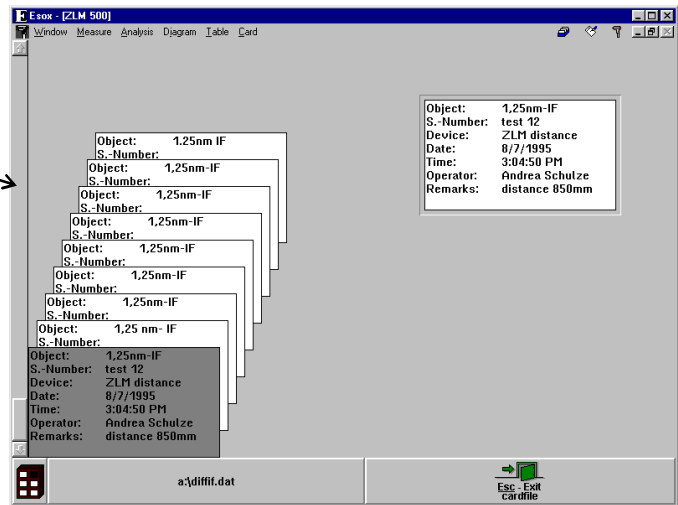 Esox - [ZLM 500]
Window Measure Analysis Diagram Table Card
Object: 1,25nm-IF
S.-Number: test 12
Device: ZLM distance
Date: 8/7/1995
Time: 3:04:50 PM
Operator: Andrea Schulze
Remarks: distance 850mm
Object: 1.25nm IF
S.-Number:
Object: 1,25nm-IF
S.-Number:
Object: 1.25nm-IF
S.-Number:
Object: 1,25nm-IF
S.-Number:
Object: 1,25nm-IF
S.-Number:
Object: 1,25nm-IF
S.-Number:
Object: 1,25nm-IF
S.-Number:
Object: 1,25 nm- IF
S.-Number:
Object: 1,25nm-IF
S.-Number: test 12
Device: ZLM distance
Date: 8/7/1995
Time: 3:04:50 PM
Operator: Andrea Schulze
Remarks: distance 850mm
a:\diffif.dat
Esc - Exit
cardfile